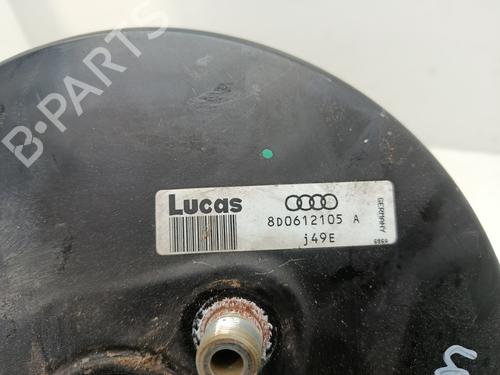 B-PARTS
Lucas
8D0612105 A
j49E
GERMANY